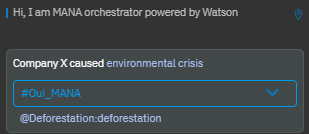 Hi, I am MANA orchestrator powered by Watson
Company X caused environmental crisis
#Oui_MANA
@Deforestation:deforestation